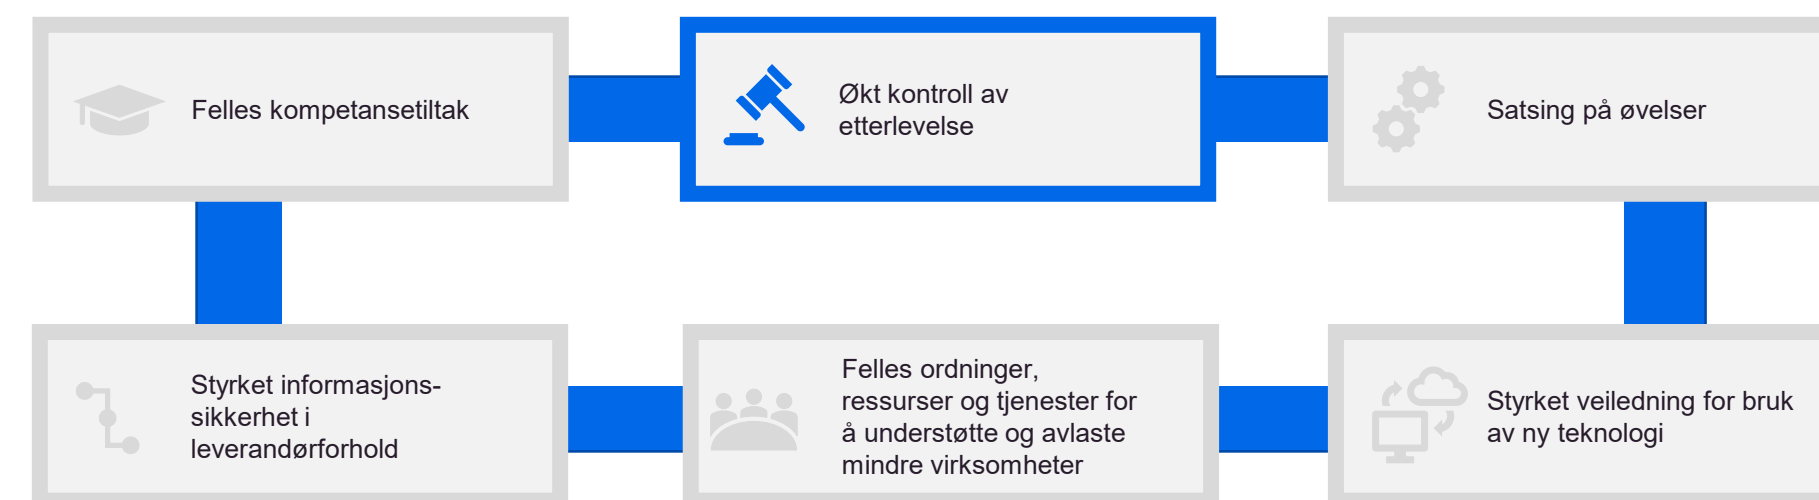 Felles kompetansetiltak
Økt kontroll av
etterlevelse
Satsing på øvelser
Styrket informasjons-
sikkerhet i
leverandørforhold
Felles ordninger,
ressurser og tjenester for
å understøtte og avlaste
mindre virksomheter
Styrket veiledning for bruk
av ny teknologi